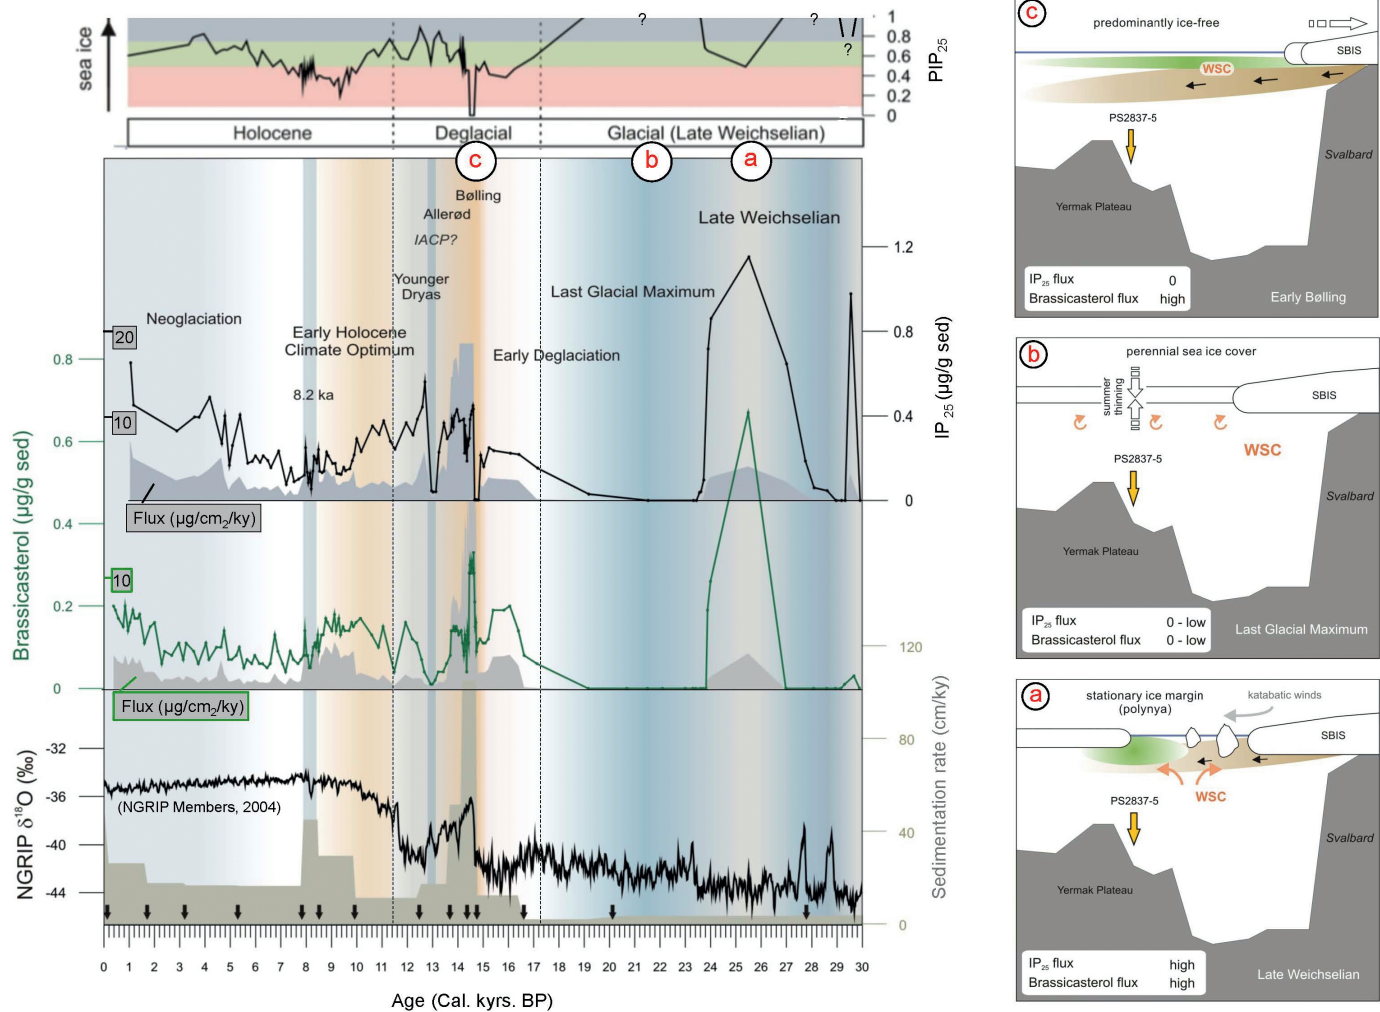 sea ice
?
?
?
1
0.8
0.6
0.4
0.2
0
PIP25
Holocene
Deglacial
Glacial (Late Weichselian)
c
b
a
Bølling
Allerød
IACP?
Younger
Dryas
Late Weichselian
Last Glacial Maximum
Early Deglaciation
Neoglaciation
Early Holocene
Climate Optimum
8.2 ka
20
10
1.2
0.8
0.4
0
IP25 (µg/g sed)
Flux (µg/cm2/ky)
0.8
0.6
0.4
0.2
0
Brassicasterol (µg/g sed)
10
Flux (µg/cm2/ky)
-32
-36
-40
-44
NGRIP δ18O (‰)
(NGRIP Members, 2004)
120
80
40
0
Sedimentation rate (cm/ky)
0 1 2 3 4 5 6 7 8 9 10 11 12 13 14 15 16 17 18 19 20 21 22 23 24 25 26 27 28 29 30
Age (Cal. kyrs. BP)
c
predominantly ice-free
SBIS
WSC
PS2837-5
Svalbard
Yermak Plateau
IP25 flux 0
Brassicasterol flux high
Early Bølling
b
perennial sea ice cover
summer
thinning
SBIS
WSC
PS2837-5
Svalbard
Yermak Plateau
IP25 flux 0 - low
Brassicasterol flux 0 - low
Last Glacial Maximum
a
stationary ice margin
(polynya)
katabatic winds
SBIS
WSC
PS2837-5
Svalbard
Yermak Plateau
IP25 flux high
Brassicasterol flux high
Late Weichselian